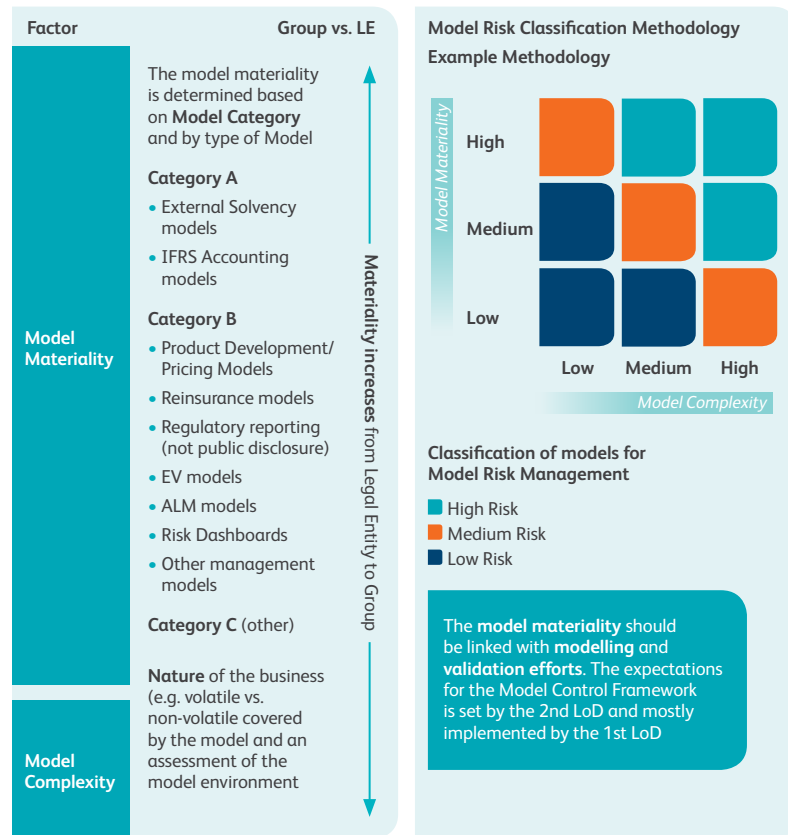 Factor
Group vs. LE
Model
Materiality
The model materiality
is determined based
on Model Category
and by type of Model
Category A
• External Solvency
models
• IFRS Accounting
models
Category B
• Product Development/
Pricing Models
• Reinsurance models
• Regulatory reporting
(not public disclosure)
• EV models
• ALM models
• Risk Dashboards
• Other management
models
Category C (other)
Materiality increases from Legal Entity to Group
Model
Complexity
Nature of the business
(e.g. volatile vs.
non-volatile covered
by the model and an
assessment of the
model environment
Model Risk Classification Methodology
Example Methodology
Model Materiality
High
Medium
Low
Low Medium High
Model Complexity
Classification of models for
Model Risk Management
High Risk
Medium Risk
Low Risk
The model materiality should
be linked with modelling and
validation efforts. The expectations
for the Model Control Framework
is set by the 2nd LoD and mostly
implemented by the 1st LoD